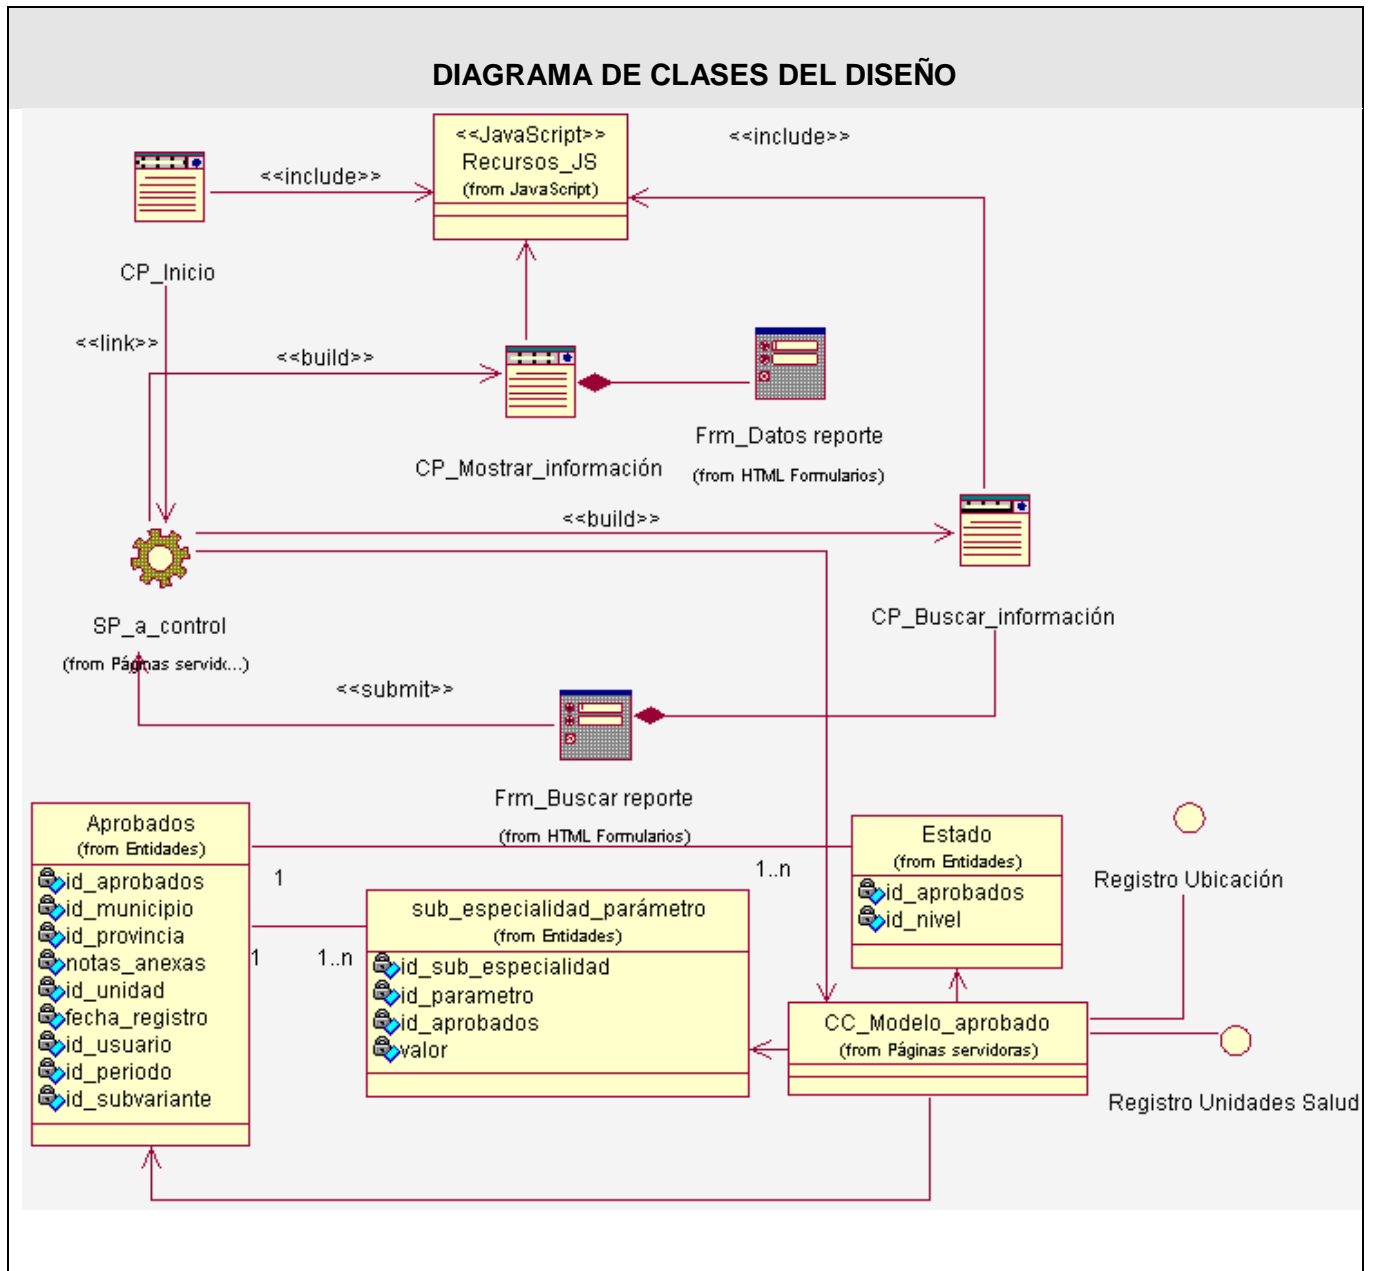 DIAGRAMA DE CLASES DEL DISEÑO
<<JavaScript>>
Recursos_JS
(from JavaScript)
<<include>>
<<include>>
CP_Inicio
<<link>>
<<build>>
CP_Mostrar_información
Frm_Datos reporte
(from HTML Formularios)
<<build>>
CP_Buscar_información
SP_a_control
(from Páginas servido...)
<<submit>>
Frm_Buscar reporte
(from HTML Formularios)
Aprobados
(from Entidades)
id_aprobados
id_municipio
id_provincia
notas_anexas
id_unidad
fecha_registro
id_usuario
id_periodo
id_subvariante
1
1..n
1
1..n
sub_especialidad_parámetro
(from Entidades)
id_sub_especialidad
id_parametro
id_aprobados
valor
Estado
(from Entidades)
id_aprobados
id_nivel
Registro Ubicación
CC_Modelo_aprobado
(from Páginas servidoras)
Registro Unidades Salud